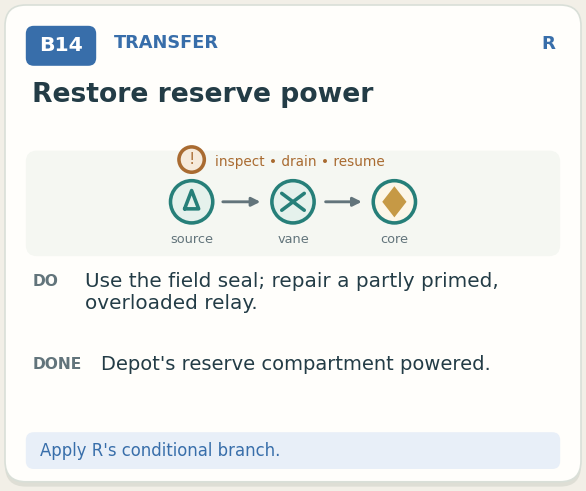 B14 TRANSFER R
Restore reserve power
! inspect • drain • resume
source vane core
DO Use the field seal; repair a partly primed,
overloaded relay.
DONE Depot's reserve compartment powered.
Apply R's conditional branch.